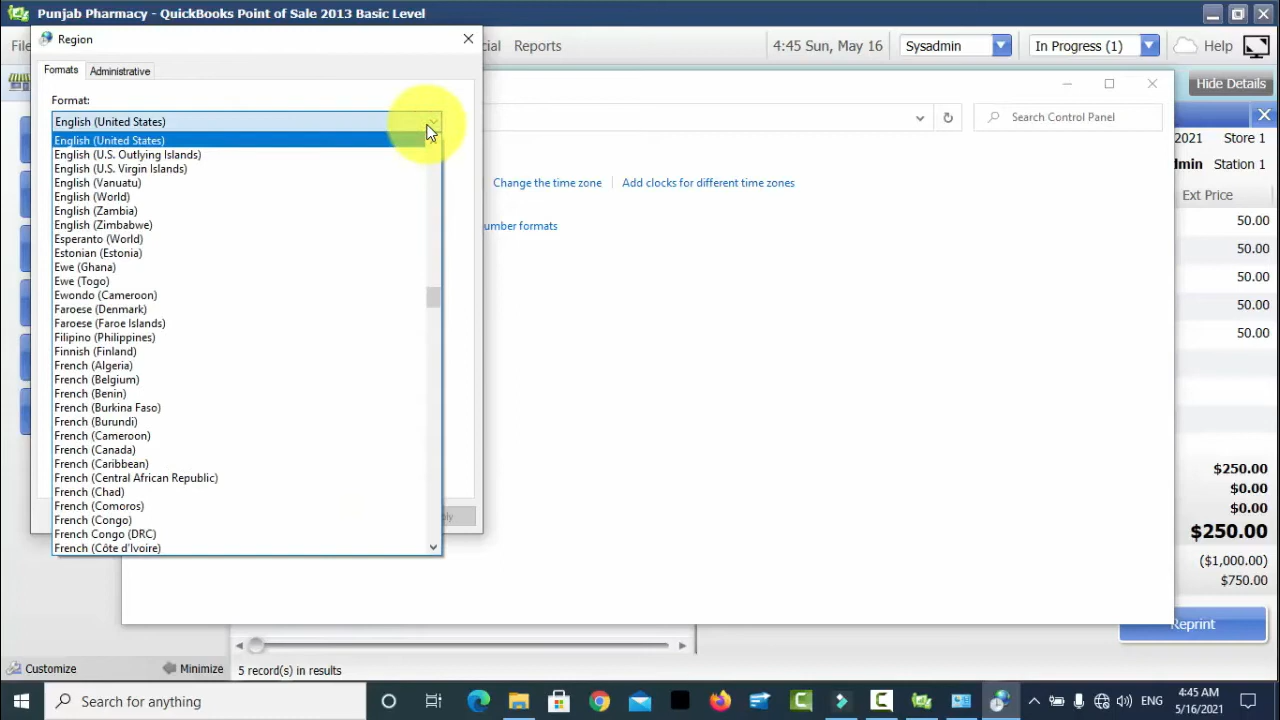 Punjab Pharmacy - QuickBooks Point of Sale 2013 Basic Level
Reports
4:45 Sun, May 16
Sysadmin
In Progress (1)
Help
Region
Formats
Administrative
Hide Details
Format:
Search Control Panel
English (United States)
English (United States)
English (U.S. Outlying Islands)
English (U.S. Virgin Islands)
English (Vanuatu)
English (World)
English (Zambia)
English (Zimbabwe)
Esperanto (World)
Estonian (Estonia)
Ewe (Ghana)
Ewe (Togo)
Ewondo (Cameroon)
Faroese (Denmark)
Faroese (Faroe Islands)
Filipino (Philippines)
Finnish (Finland)
French (Algeria)
French (Belgium)
French (Benin)
French (Burkina Faso)
French (Burundi)
French (Cameroon)
French (Canada)
French (Caribbean)
French (Central African Republic)
French (Chad)
French (Comoros)
French (Congo)
French Congo (DRC)
French (Côte d'Ivoire)
Change the time zone
Add clocks for different time zones
umber formats
2021 Store 1
dmin Station 1
Ext Price
50.00
50.00
50.00
50.00
50.00
$250.00
$0.00
$0.00
$250.00
($1,000.00)
$750.00
Reprint
Customize
Minimize
5 record(s) in results
Search for anything
ENG
4:45 AM
5/16/2021